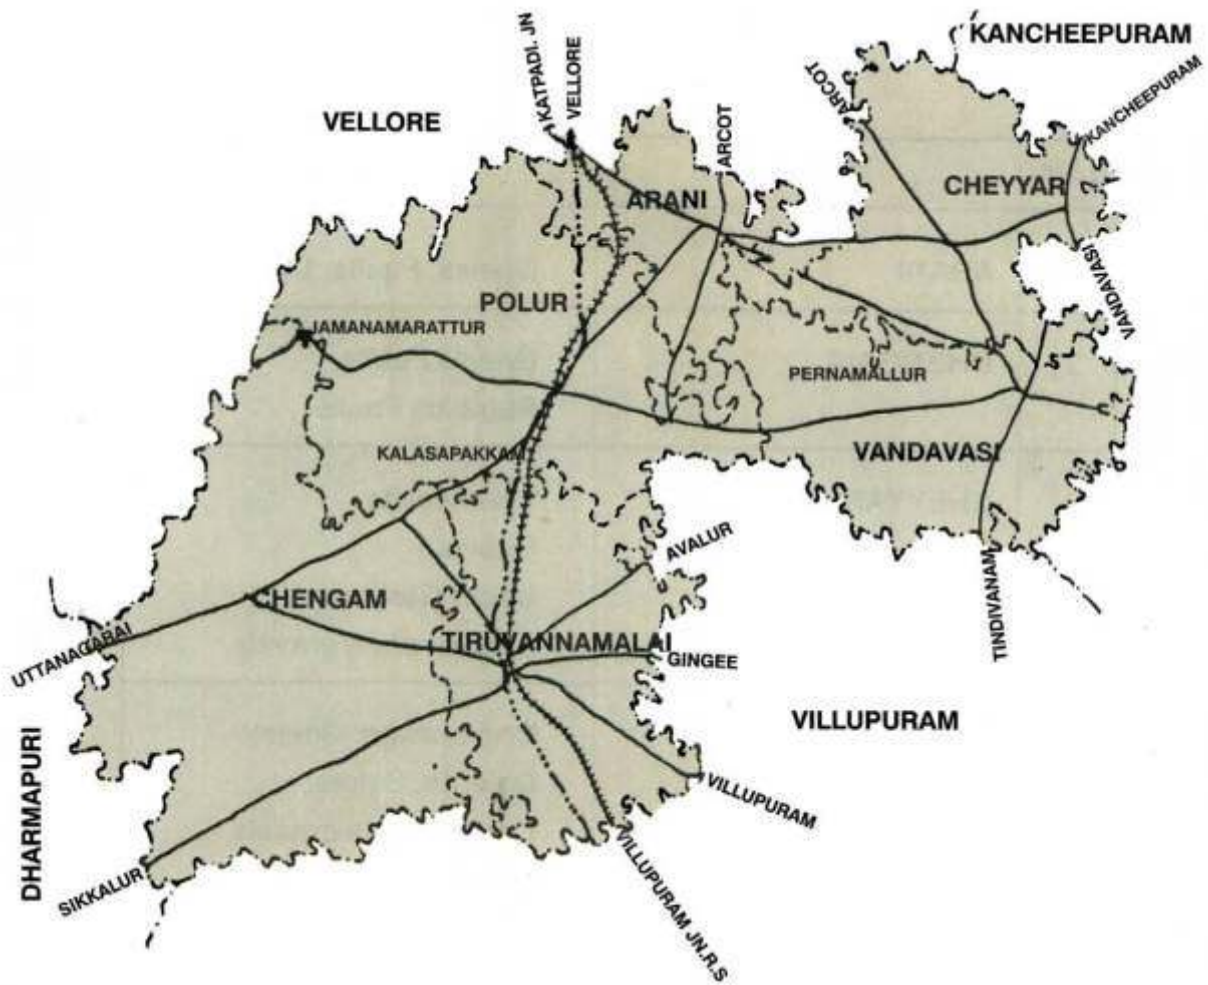 KANCHEEPURAM
KATPADI. JN
VELLORE
ARCOT
KANCHEEPURAM
VELLORE
ARCOT
CHEYYAR
ARANI
VANDAVASI
POLUR
JAMANAMARATTUR
PERNAMALLUR
KALASAPAKKAM
VANDAVASI
AVALUR
CHENGAM
TINDIVANAM
UTTANAGARAI
TIRUVANNAMALAI
GINGEE
VILLUPURAM
DHARMAPURI
VILLUPURAM
SIKKALUR
VILLUPURAM JN.R.S